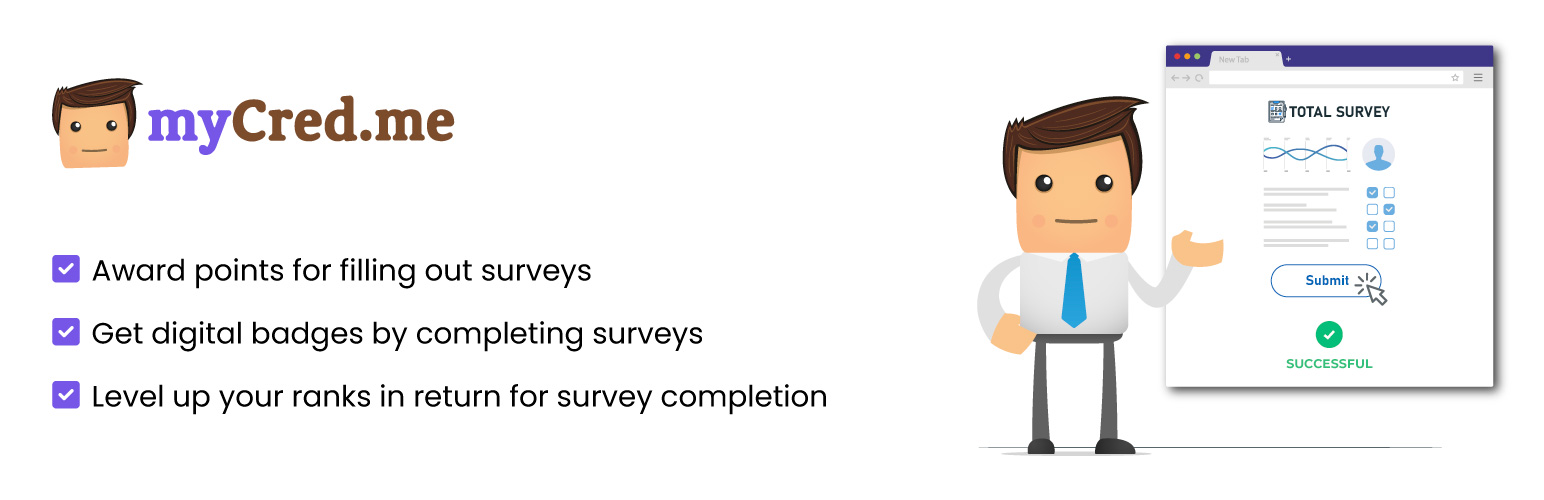 myCred.me
Award points for filling out surveys
Get digital badges by completing surveys
Level up your ranks in return for survey completion
New Tab
TOTAL SURVEY
Submit
SUCCESSFUL